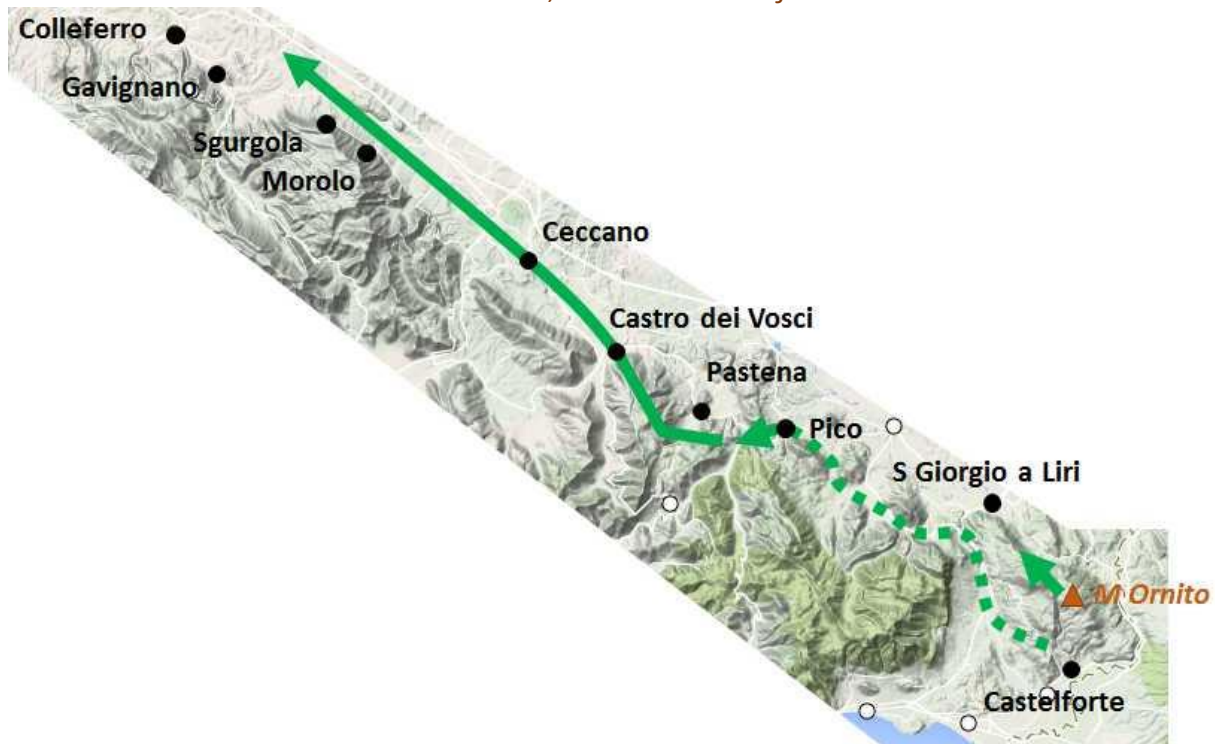 Colleferro
Gavignano
Sgurgola
Morolo
Ceccano
Castro dei Vosci
Pastena
Pico
S Giorgio a Liri
M Ornito
Castelforte